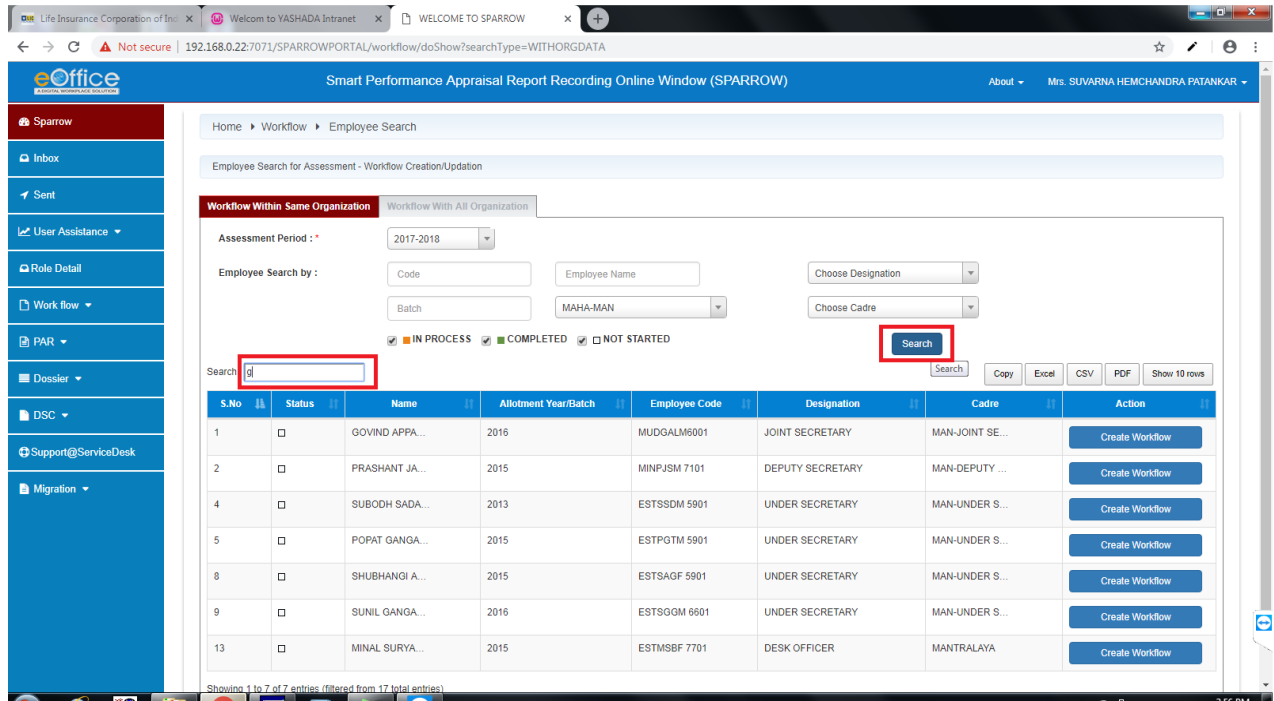 Life Insurance Corporation of Ind
Welcom to YASHADA Intranet
WELCOME TO SPARROW
Not secure | 192.168.0.22:7071/SPARROWPORTAL/workflow/doShow?searchType=WITHORGDATA
eOffice
A DIGITAL WORKPLACE SOLUTION
Smart Performance Appraisal Report Recording Online Window (SPARROW)
About
Mrs. SUVARNA HEMCHANDRA PATANKAR
Sparrow
Inbox
Sent
User Assistance
Role Detail
Work flow
PAR
Dossier
DSC
Support@ServiceDesk
Migration
Home Workflow Employee Search
Employee Search for Assessment - Workflow Creation/Updation
Workflow Within Same Organization Workflow With All Organization
Assessment Period : * 2017-2018
Employee Search by : Code Employee Name Choose Designation
Batch MAHA-MAN Choose Cadre
IN PROCESS COMPLETED NOT STARTED Search
Search g Search Copy Excel CSV PDF Show 10 rows
S.No Status Name Allotment Year/Batch Employee Code Designation Cadre Action
1 GOVIND APPA... 2016 MUDGALM6001 JOINT SECRETARY MAN-JOINT SE... Create Workflow
2 PRASHANT JA... 2015 MINPJSM 7101 DEPUTY SECRETARY MAN-DEPUTY ... Create Workflow
4 SUBODH SADA... 2013 ESTSSDM 5901 UNDER SECRETARY MAN-UNDER S... Create Workflow
5 POPAT GANGA... 2015 ESTPGTM 5901 UNDER SECRETARY MAN-UNDER S... Create Workflow
8 SHUBHANGI A... 2015 ESTSAGF 5901 UNDER SECRETARY MAN-UNDER S... Create Workflow
9 SUNIL GANGA... 2016 ESTSGGM 6601 UNDER SECRETARY MAN-UNDER S... Create Workflow
13 MINAL SURYA... 2015 ESTMSBF 7701 DESK OFFICER MANTRALAYA Create Workflow
Showing 1 to 7 of 7 entries (filtered from 17 total entries)